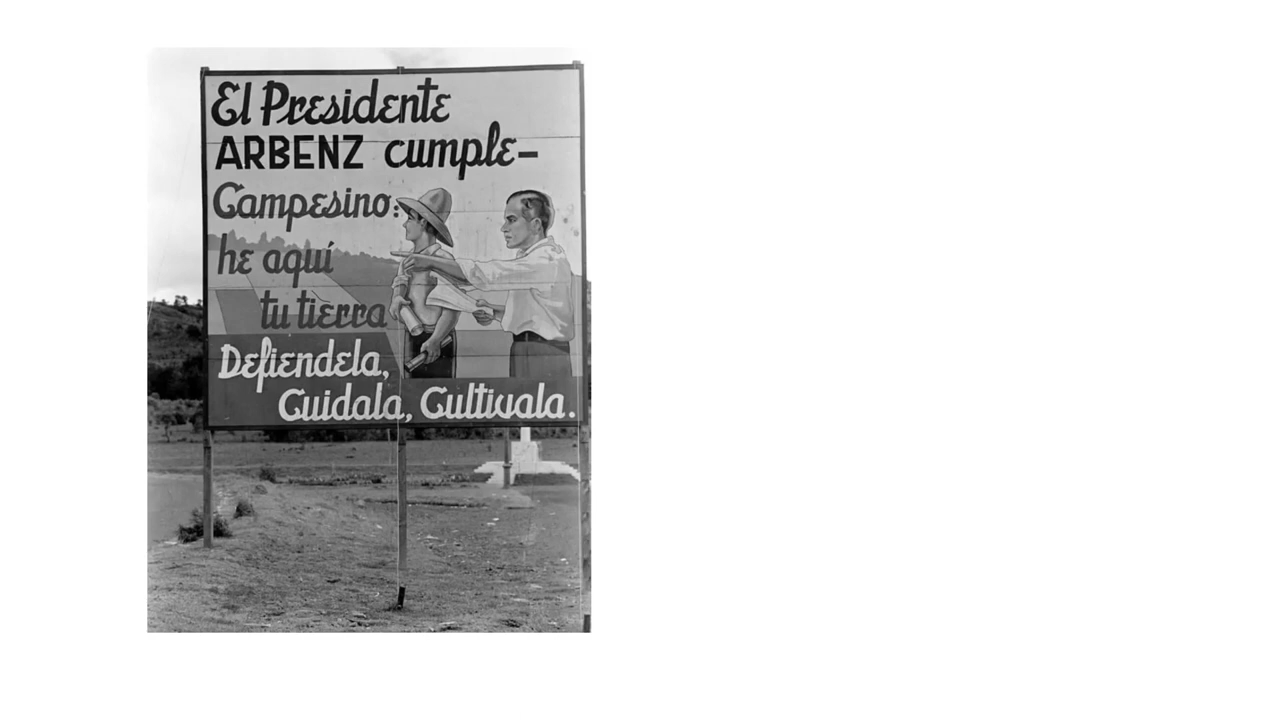 El Presidente
ARBENZ cumple-
Campesino:
he aquí
tu tierra
Defiendela,
Cuidala, Cultivala.